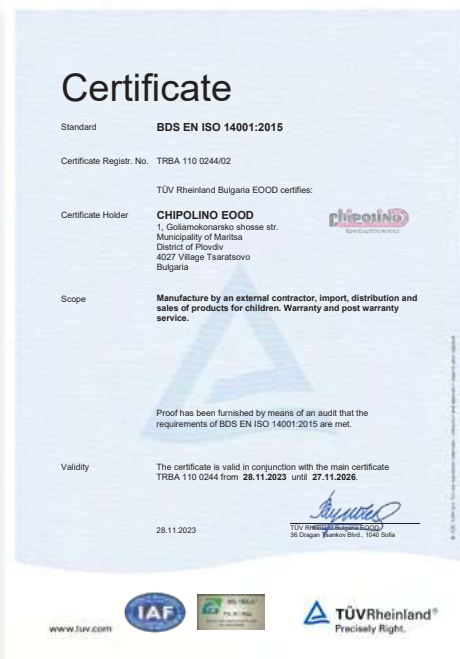 Certificate
Standard BDS EN ISO 14001:2015
Certificate Registr. No. TRBA 110 0244/02
TÜV Rheinland Bulgaria EOOD certifies:
Certificate Holder CHIPOLINO EOOD
chipolino
1, Goliamokonarsko shosse str.
Municipality of Maritsa
District of Plovdiv
4027 Village Tsaratsovo
Bulgaria
Scope Manufacture by an external contractor, import, distribution and
sales of products for children. Warranty and post warranty
service.
Proof has been furnished by means of an audit that the
requirements of BDS EN ISO 14001:2015 are met.
Validity The certificate is valid in conjunction with the main certificate
TRBA 110 0244 from 28.11.2023 until 27.11.2026.
28.11.2023
TÜV Rheinland Bulgaria EOOD
36 Dragan Tsankov Blvd., 1040 Sofia
www.tuv.com
IAF
TÜVRheinland®
Precisely Right.